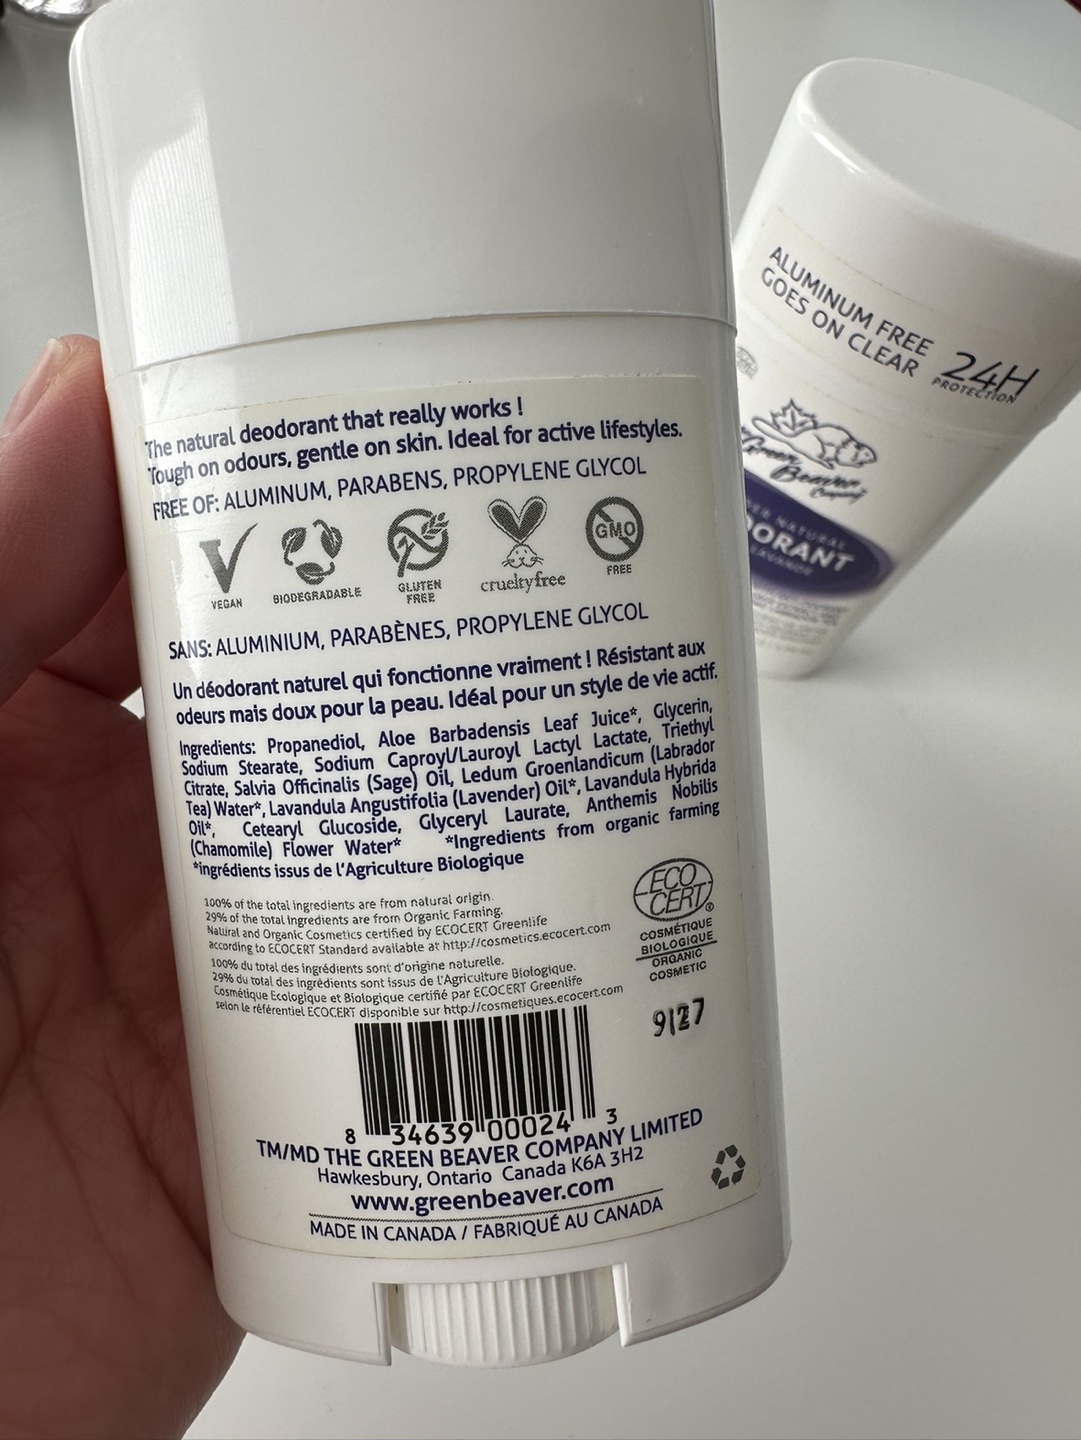 The natural deodorant that really works !
Tough on odours, gentle on skin. Ideal for active lifestyles.
FREE OF: ALUMINUM, PARABENS, PROPYLENE GLYCOL
VEGAN
BIODEGRADABLE
GLUTEN
FREE
crueltyfree
GMO
FREE
SANS: ALUMINIUM, PARABÈNES, PROPYLENE GLYCOL
Un déodorant naturel qui fonctionne vraiment ! Résistant aux
odeurs mais doux pour la peau. Idéal pour un style de vie actif.
Ingredients: Propanediol, Aloe Barbadensis Leaf Juice*, Glycerin,
Sodium Stearate, Sodium Caproyl/Lauroyl Lactyl Lactate, Triethyl
Citrate, Salvia Officinalis (Sage) Oil, Ledum Groenlandicum (Labrador
Tea) Water*, Lavandula Angustifolia (Lavender) Oil*, Lavandula Hybrida
Oil*, Cetearyl Glucoside, Glyceryl Laurate, Anthemis Nobilis
(Chamomile) Flower Water* *Ingredients from organic farming
*ingrédients issus de l'Agriculture Biologique
100% of the total ingredients are from natural origin.
29% of the total Ingredients are from Organic Farming.
Natural and Organic Cosmetics certified by ECOCERT Greenlife
according to ECOCERT Standard available at http://cosmetics.ecocert.com
100% du total des ingrédients sont d'origine naturelle.
29% du total des ingrédients sont issus de l'Agriculture Biologique.
Cosmétique Ecologique et Biologique certifié par ECOCERT Greenlife
selon le référentiel ECOCERT disponible sur http://cosmetiques.ecocert.com
ECO
CERT®
COSMÉTIQUE
BIOLOGIQUE
ORGANIC
COSMETIC
9/27
8 34639 00024 3
TM/MD THE GREEN BEAVER COMPANY LIMITED
Hawkesbury, Ontario Canada K6A 3H2
www.greenbeaver.com
MADE IN CANADA / FABRIQUÉ AU CANADA
ALUMINUM FREE
GOES ON CLEAR
24H
PROTECTION
Green
Beaver
Company
NATURAL
DORANT